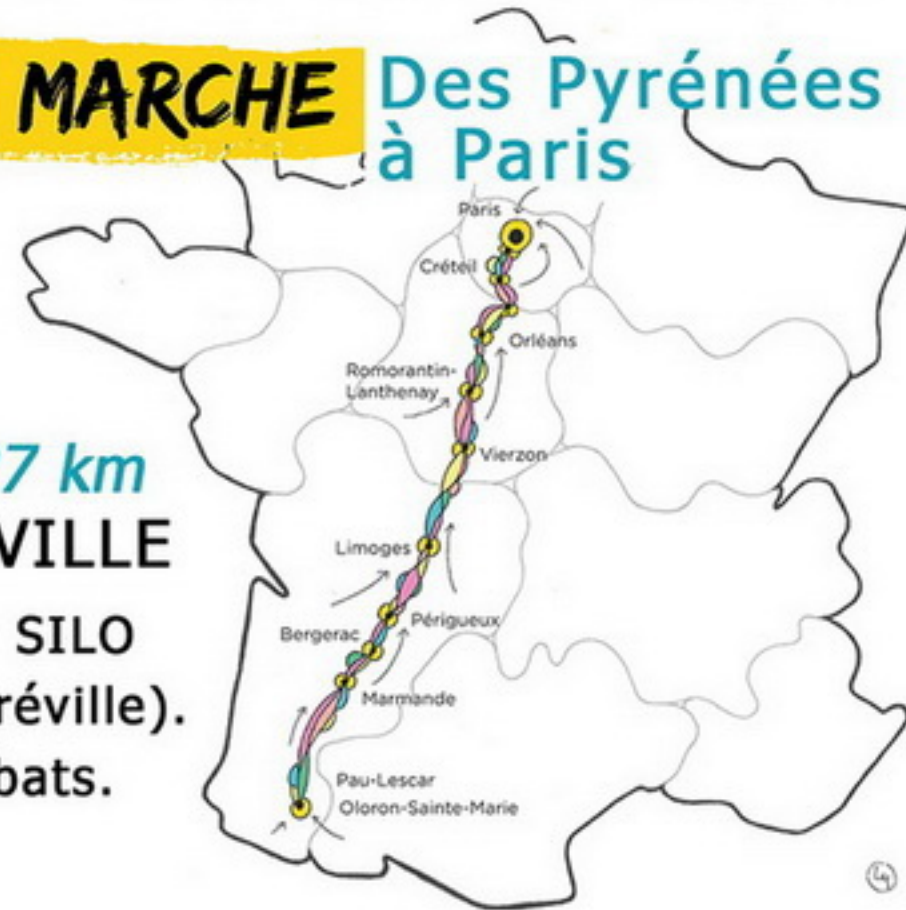 MARCHE
Des Pyrénées
à Paris
Paris
Créteil
Orléans
Romorantin-
Lanthenay
7 km
Vierzon
VILLE
Limoges
SILO
Périgueux
Bergerac
réville).
Marmande
bats.
Pau-Lescar
Oloron-Sainte-Marie